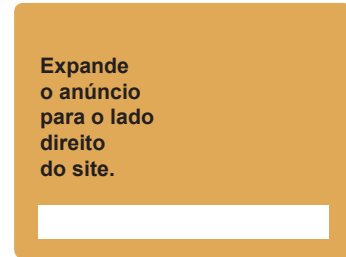 Expande
o anúncio
para o lado
direito
do site.